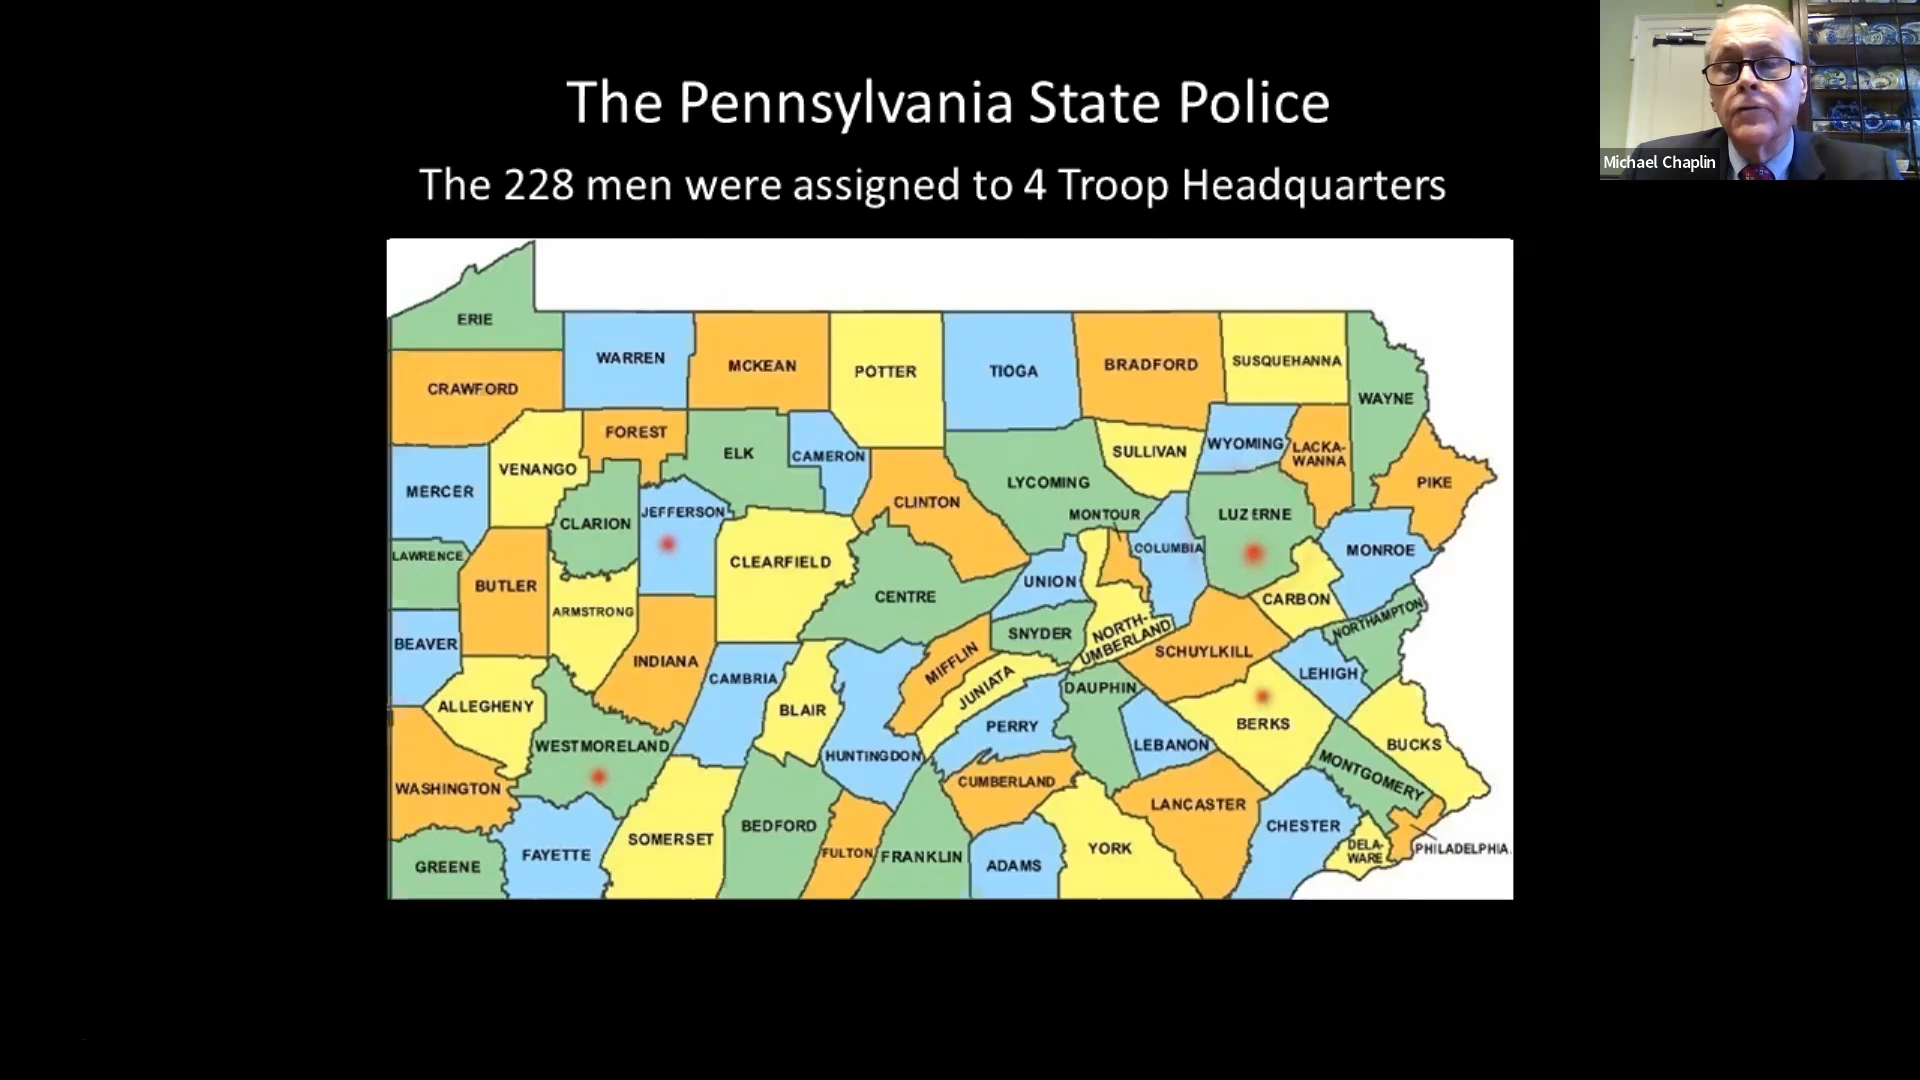 The Pennsylvania State Police
The 228 men were assigned to 4 Troop Headquarters
Michael Chaplin
ERIE
WARREN
MCKEAN
POTTER
TIOGA
BRADFORD
SUSQUEHANNA
WAYNE
CRAWFORD
FOREST
ELK
CAMERON
VENANGO
MERCER
CLARION
JEFFERSON
CLINTON
LYCOMING
SULLIVAN
WYOMING
LACKA-
WANNA
PIKE
MONTOUR
LUZERNE
COLUMBIA
MONROE
LAWRENCE
BUTLER
ARMSTRONG
CLEARFIELD
CENTRE
UNION
CARBON
NORTHAMPTON
BEAVER
INDIANA
SNYDER
NORTH-
UMBERLAND
SCHUYLKILL
LEHIGH
ALLEGHENY
CAMBRIA
BLAIR
MIFFLIN
JUNIATA
DAUPHIN
PERRY
BERKS
BUCKS
WESTMORELAND
HUNTINGDON
LEBANON
MONTGOMERY
WASHINGTON
CUMBERLAND
LANCASTER
SOMERSET
BEDFORD
FULTON
FRANKLIN
ADAMS
YORK
CHESTER
DELA-
WARE
PHILADELPHIA
GREENE
FAYETTE